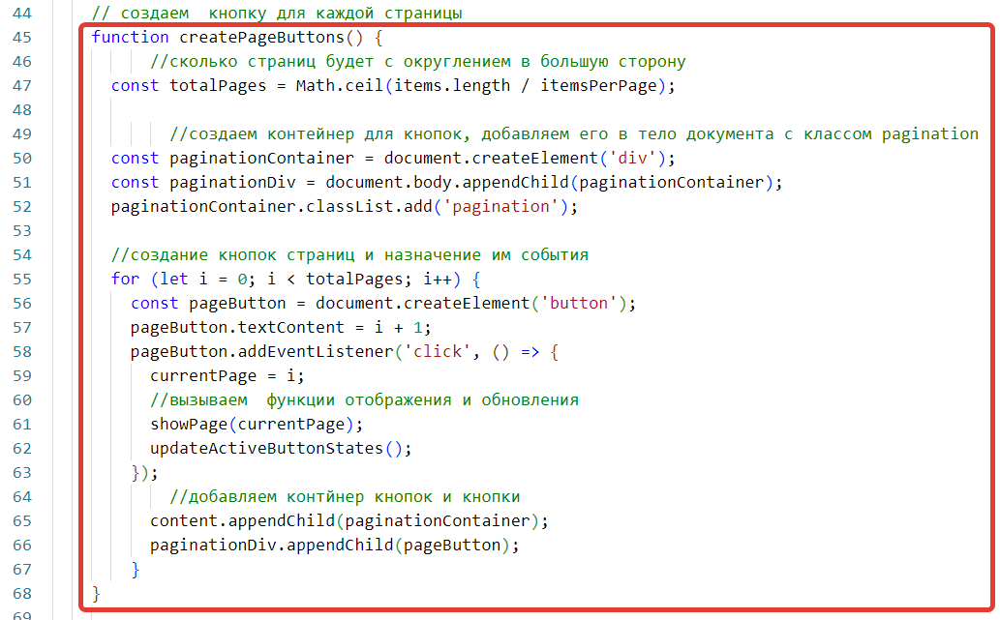 44 // создаем  кнопку для каждой страницы
45 function createPageButtons() {
46 //сколько страниц будет с округлением в большую сторону
47 const totalPages = Math.ceil(items.length / itemsPerPage);
48
49 //создаем контейнер для кнопок, добавляем его в тело документа с классом pagination
50 const paginationContainer = document.createElement('div');
51 const paginationDiv = document.body.appendChild(paginationContainer);
52 paginationContainer.classList.add('pagination');
53
54 //создание кнопок страниц и назначение им события
55 for (let i = 0; i < totalPages; i++) {
56 const pageButton = document.createElement('button');
57 pageButton.textContent = i + 1;
58 pageButton.addEventListener('click', () => {
59 currentPage = i;
60 //вызываем  функции отображения и обновления
61 showPage(currentPage);
62 updateActiveButtonStates();
63 });
64 //добавляем контйнер кнопок и кнопки
65 content.appendChild(paginationContainer);
66 paginationDiv.appendChild(pageButton);
67 }
68 }
69